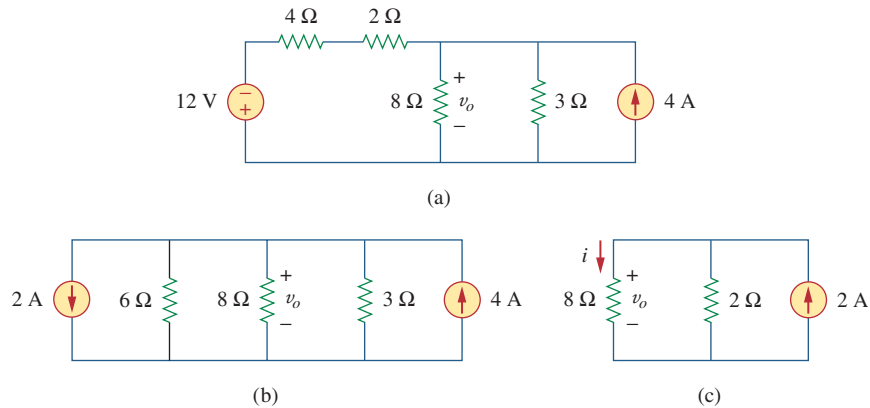 4 Ω 2 Ω
12 V − + 8 Ω + vo − 3 Ω 4 A
(a)
2 A 6 Ω 8 Ω + vo − 3 Ω 4 A
(b)
i
8 Ω + vo − 2 Ω 2 A
(c)